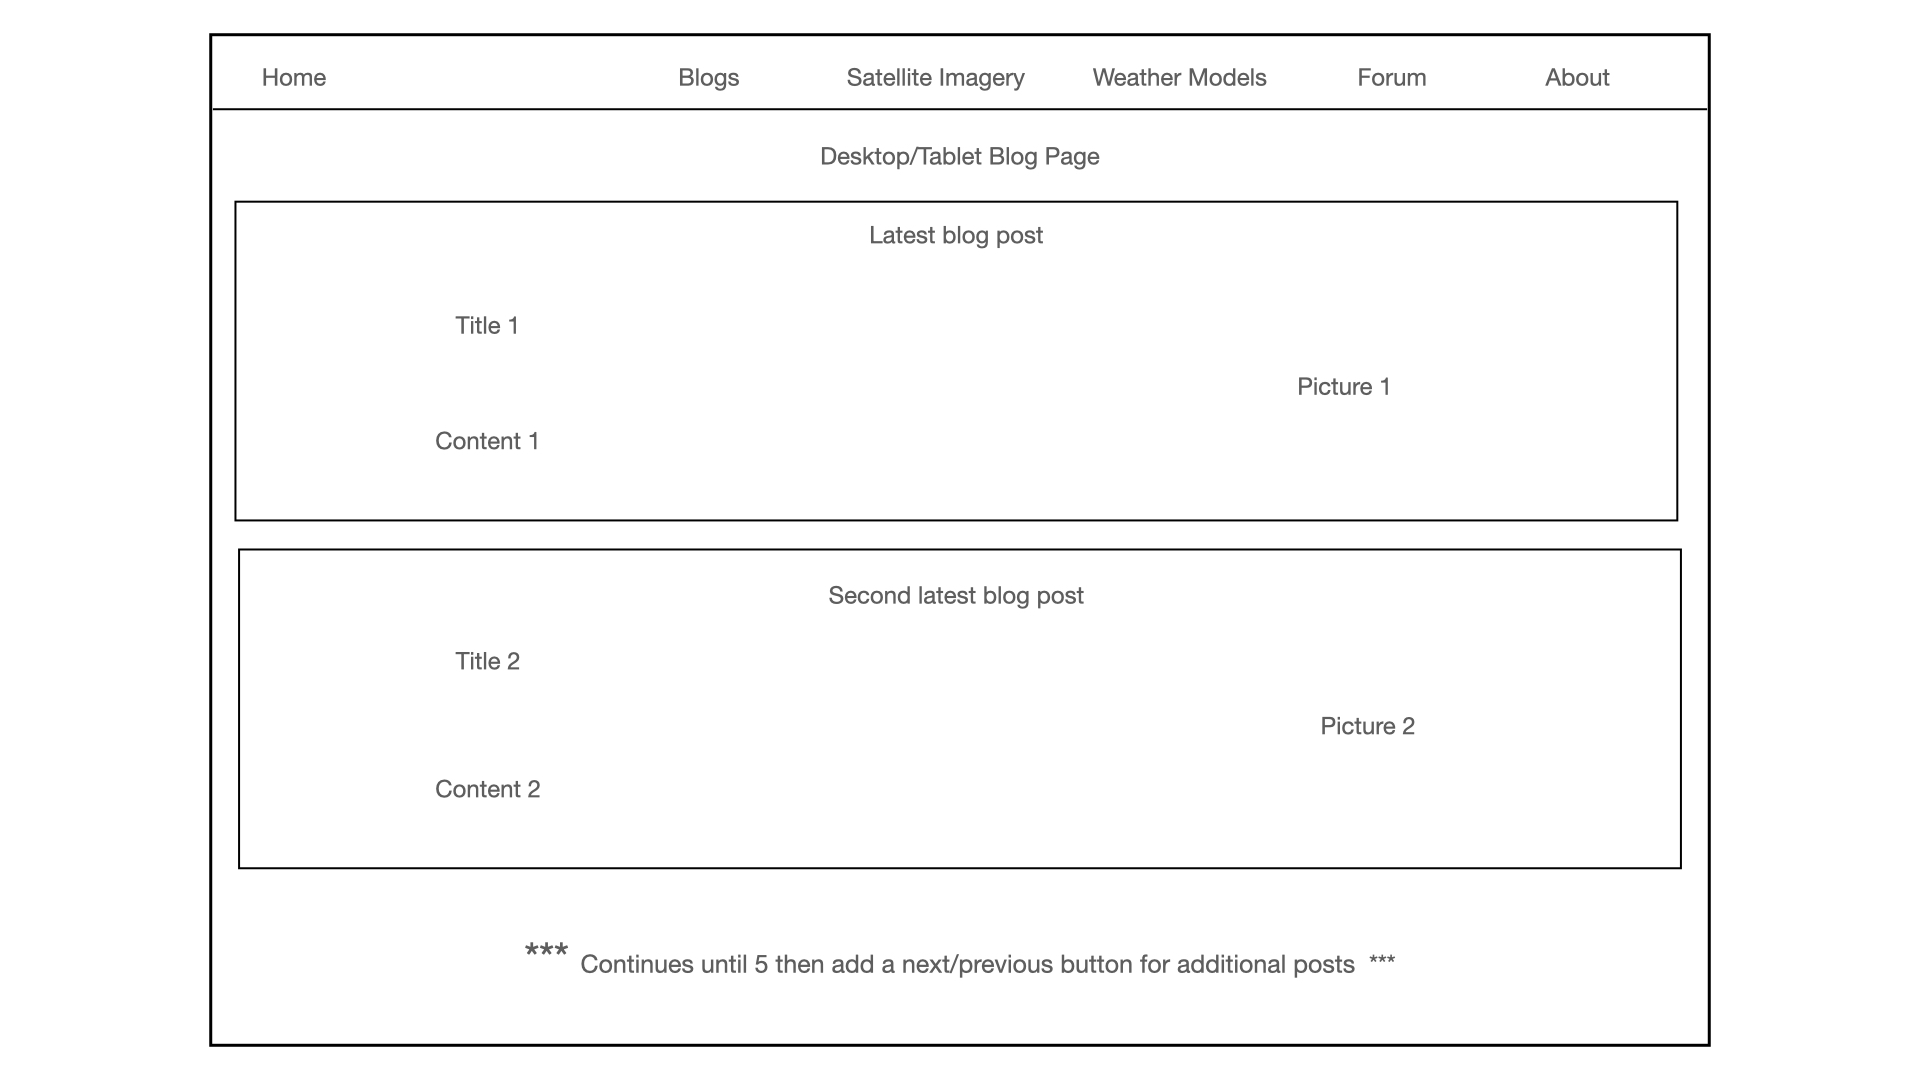 Home Blogs Satellite Imagery Weather Models Forum About
Desktop/Tablet Blog Page
Latest blog post
Title 1
Picture 1
Content 1
Second latest blog post
Title 2
Picture 2
Content 2
*** Continues until 5 then add a next/previous button for additional posts ***